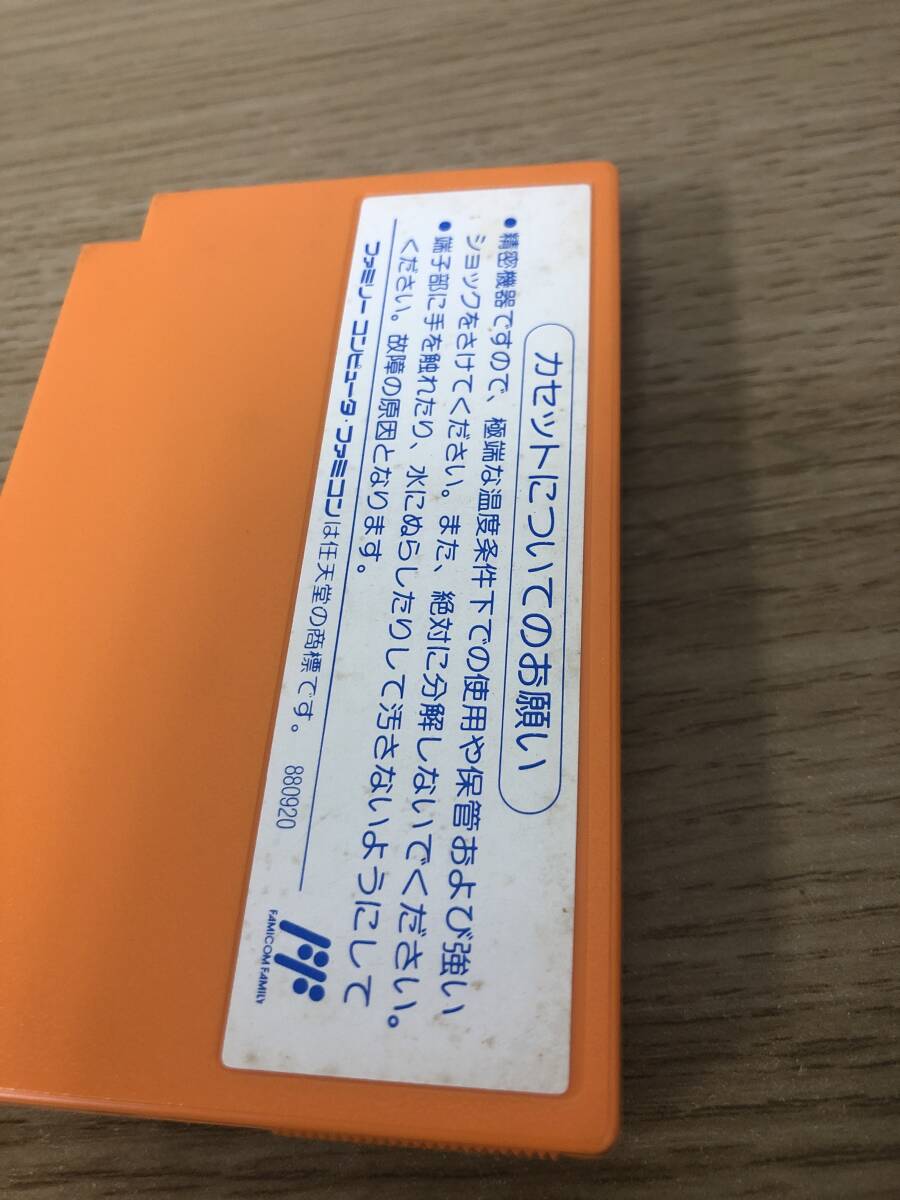 カセットについてのお願い
●精密機器ですので、極端な温度条件下での使用や保管および強い
ショックをさけてください。また、絶対に分解しないでください。
●端子部に手を触れたり、水にぬらしたりして汚さないようにして
ください。故障の原因となります。
ファミリーコンピュータ・ファミコンは任天堂の商標です。 880920
FAMICOM FAMILY